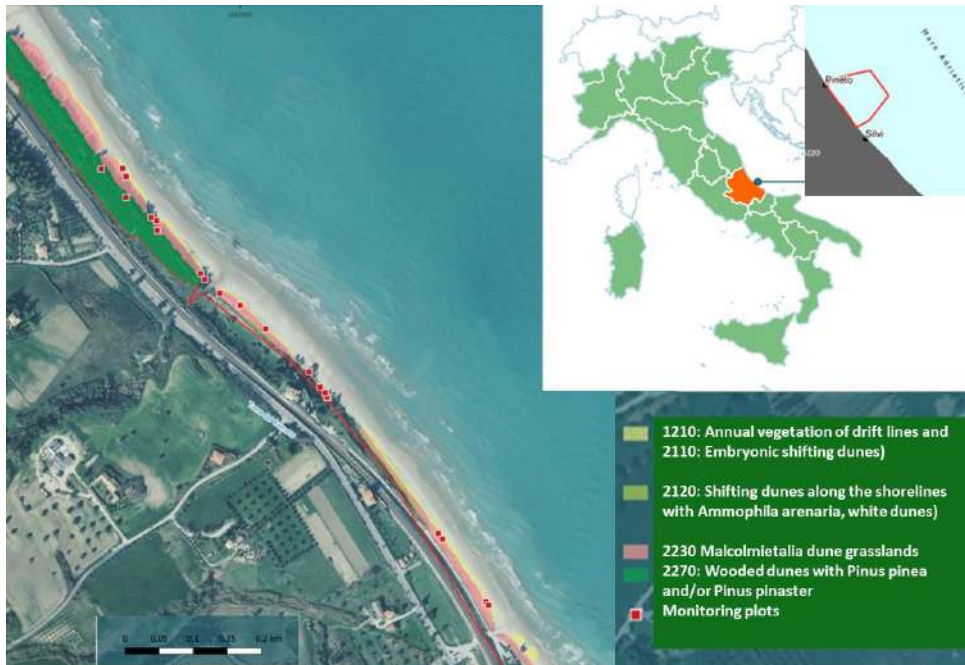 Mare Adriatico
Pineto
Silvi
1210: Annual vegetation of drift lines and
2110: Embryonic shifting dunes)
2120: Shifting dunes along the shorelines
with Ammophila arenaria, white dunes)
2230 Malcolmietalia dune grasslands
2270: Wooded dunes with Pinus pinea
and/or Pinus pinaster
Monitoring plots
0 0.05 0.1 0.15 0.2 km